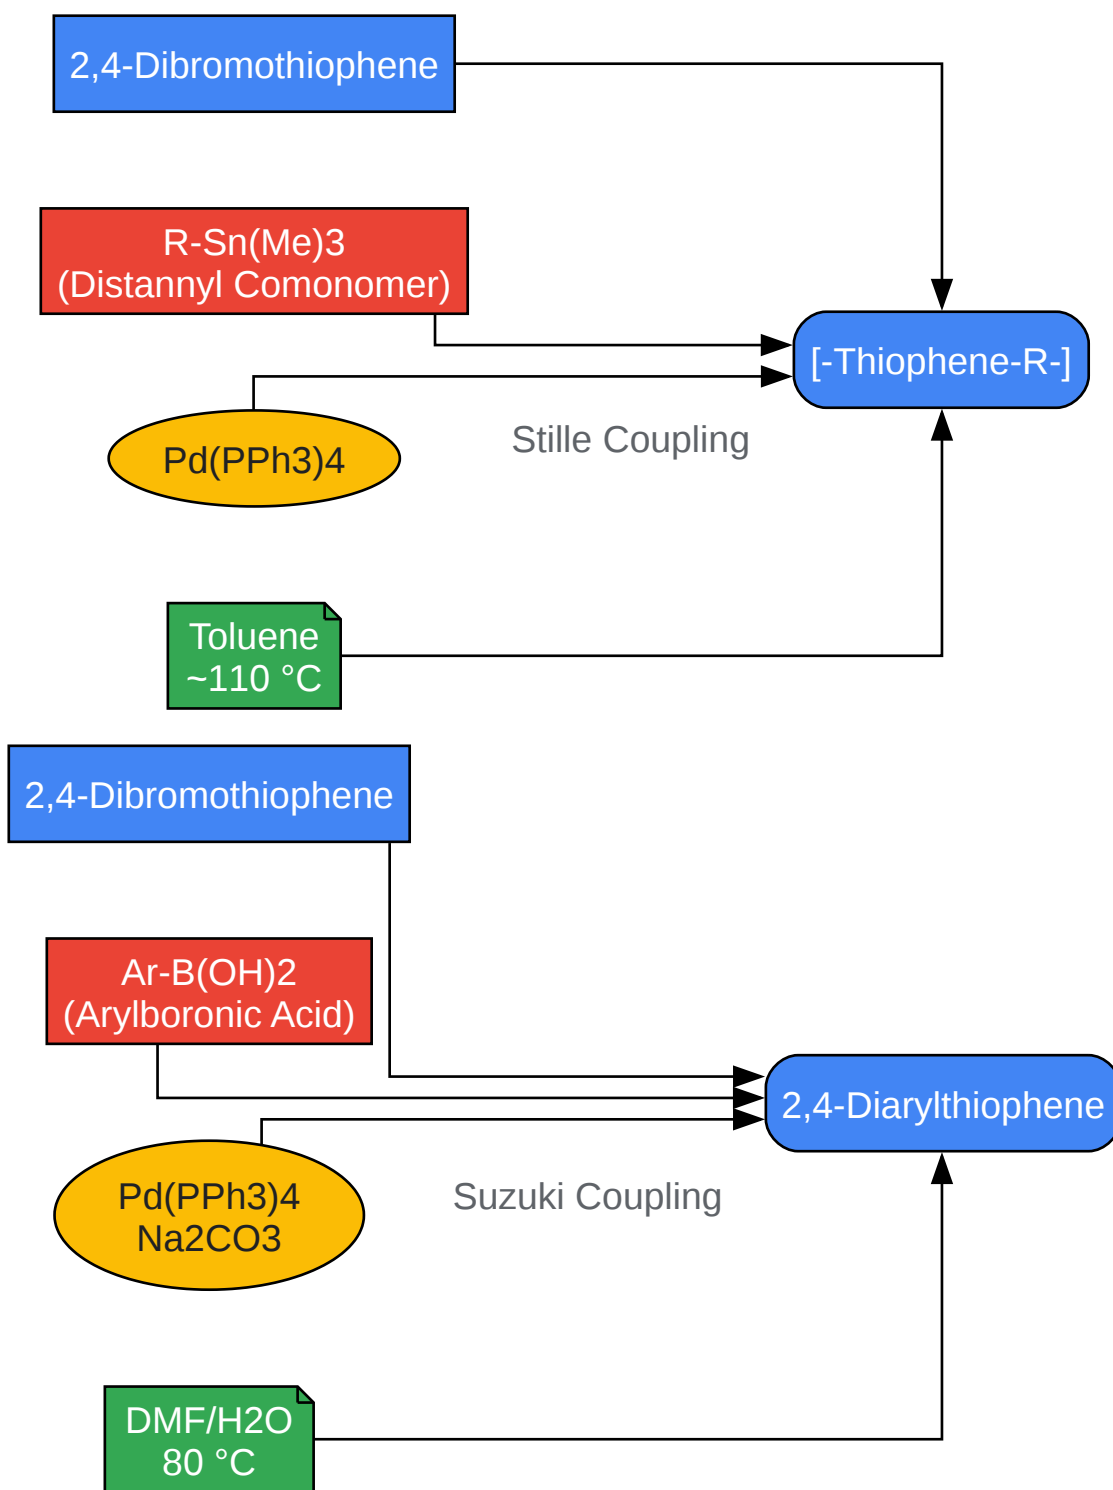 2,4-Dibromothiophene
R-Sn(Me)3
(Distannyl Comonomer)
[-Thiophene-R-]
Pd(PPh3)4
Stille Coupling
Toluene
~110 °C
2,4-Dibromothiophene
Ar-B(OH)2
(Arylboronic Acid)
2,4-Diarylthiophene
Pd(PPh3)4
Na2CO3
Suzuki Coupling
DMF/H2O
80 °C